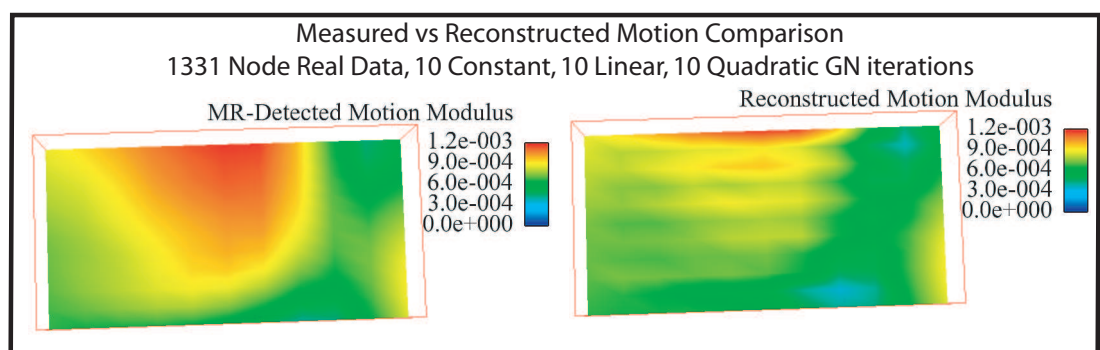 Measured vs Reconstructed Motion Comparison
1331 Node Real Data, 10 Constant, 10 Linear, 10 Quadratic GN iterations
MR-Detected Motion Modulus
1.2e-003
9.0e-004
6.0e-004
3.0e-004
0.0e+000
Reconstructed Motion Modulus
1.2e-003
9.0e-004
6.0e-004
3.0e-004
0.0e+000